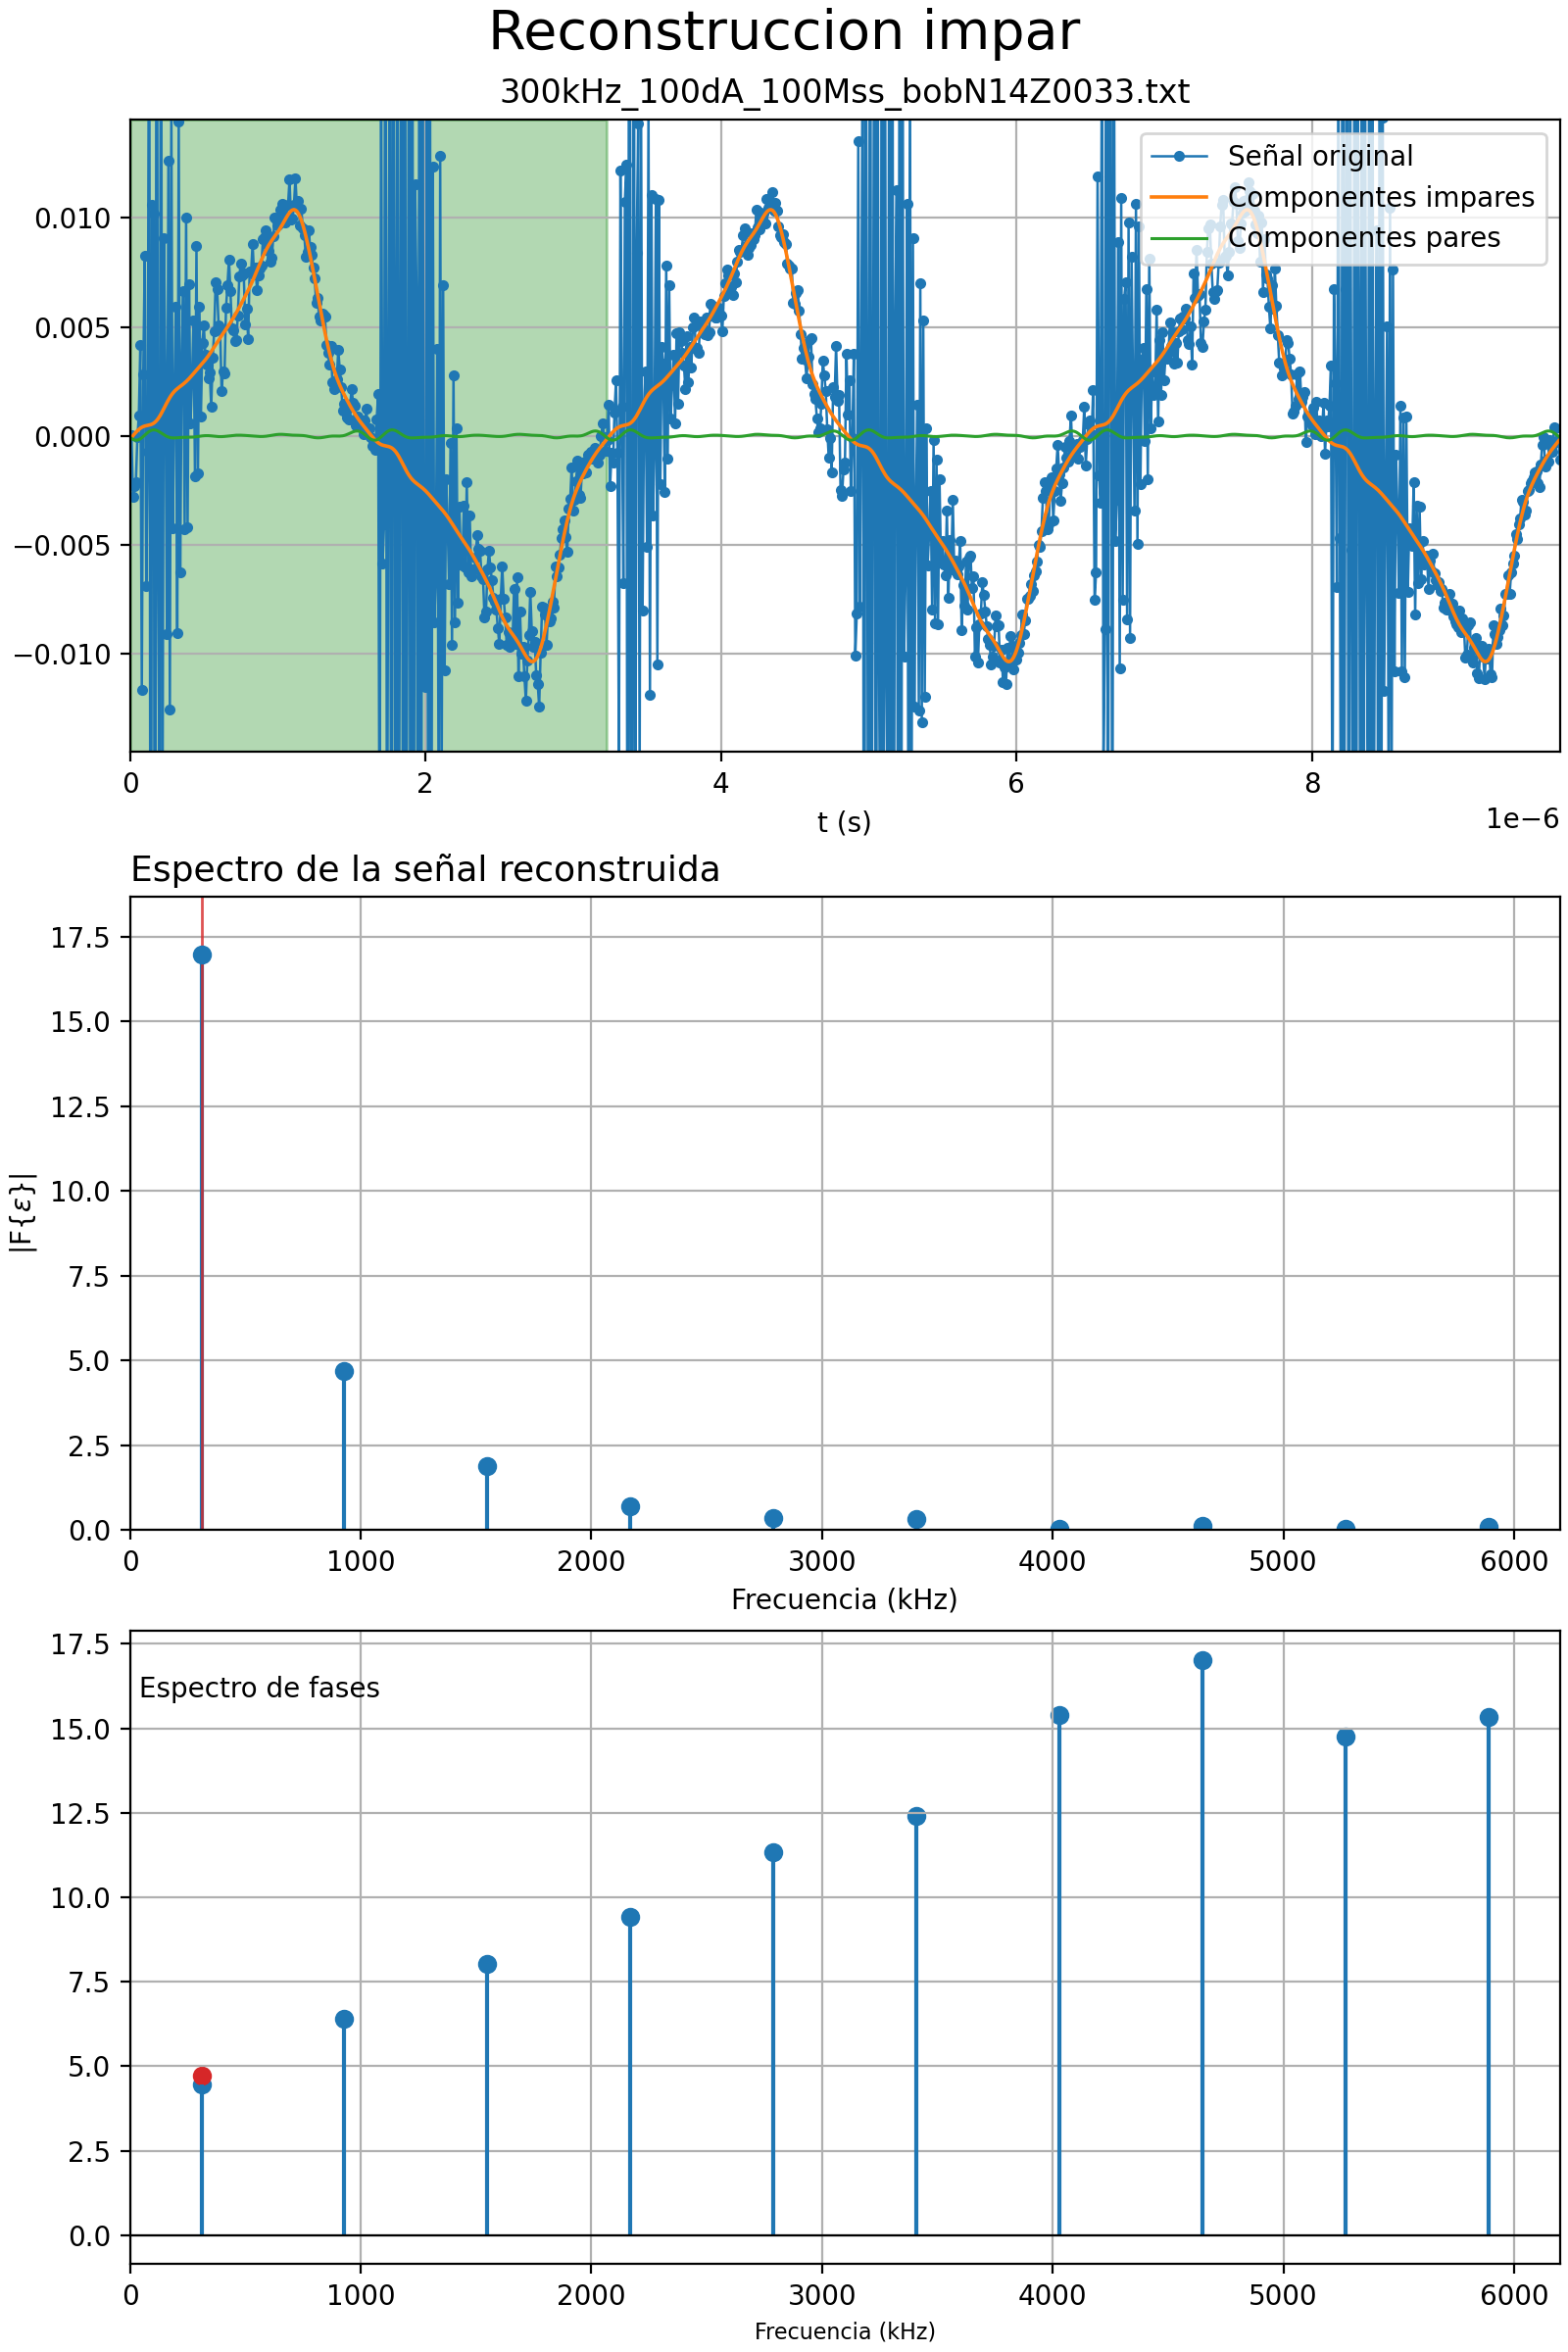 Reconstruccion impar
300kHz_100dA_100Mss_bobN14Z0033.txt
Señal original
Componentes impares
Componentes pares
0.010
0.005
0.000
−0.005
−0.010
0 2 4 6 8
t (s)
1e−6
Espectro de la señal reconstruida
17.5
15.0
12.5
10.0
7.5
5.0
2.5
0.0
|F{ε}|
0 1000 2000 3000 4000 5000 6000
Frecuencia (kHz)
Espectro de fases
17.5
15.0
12.5
10.0
7.5
5.0
2.5
0.0
0 1000 2000 3000 4000 5000 6000
Frecuencia (kHz)